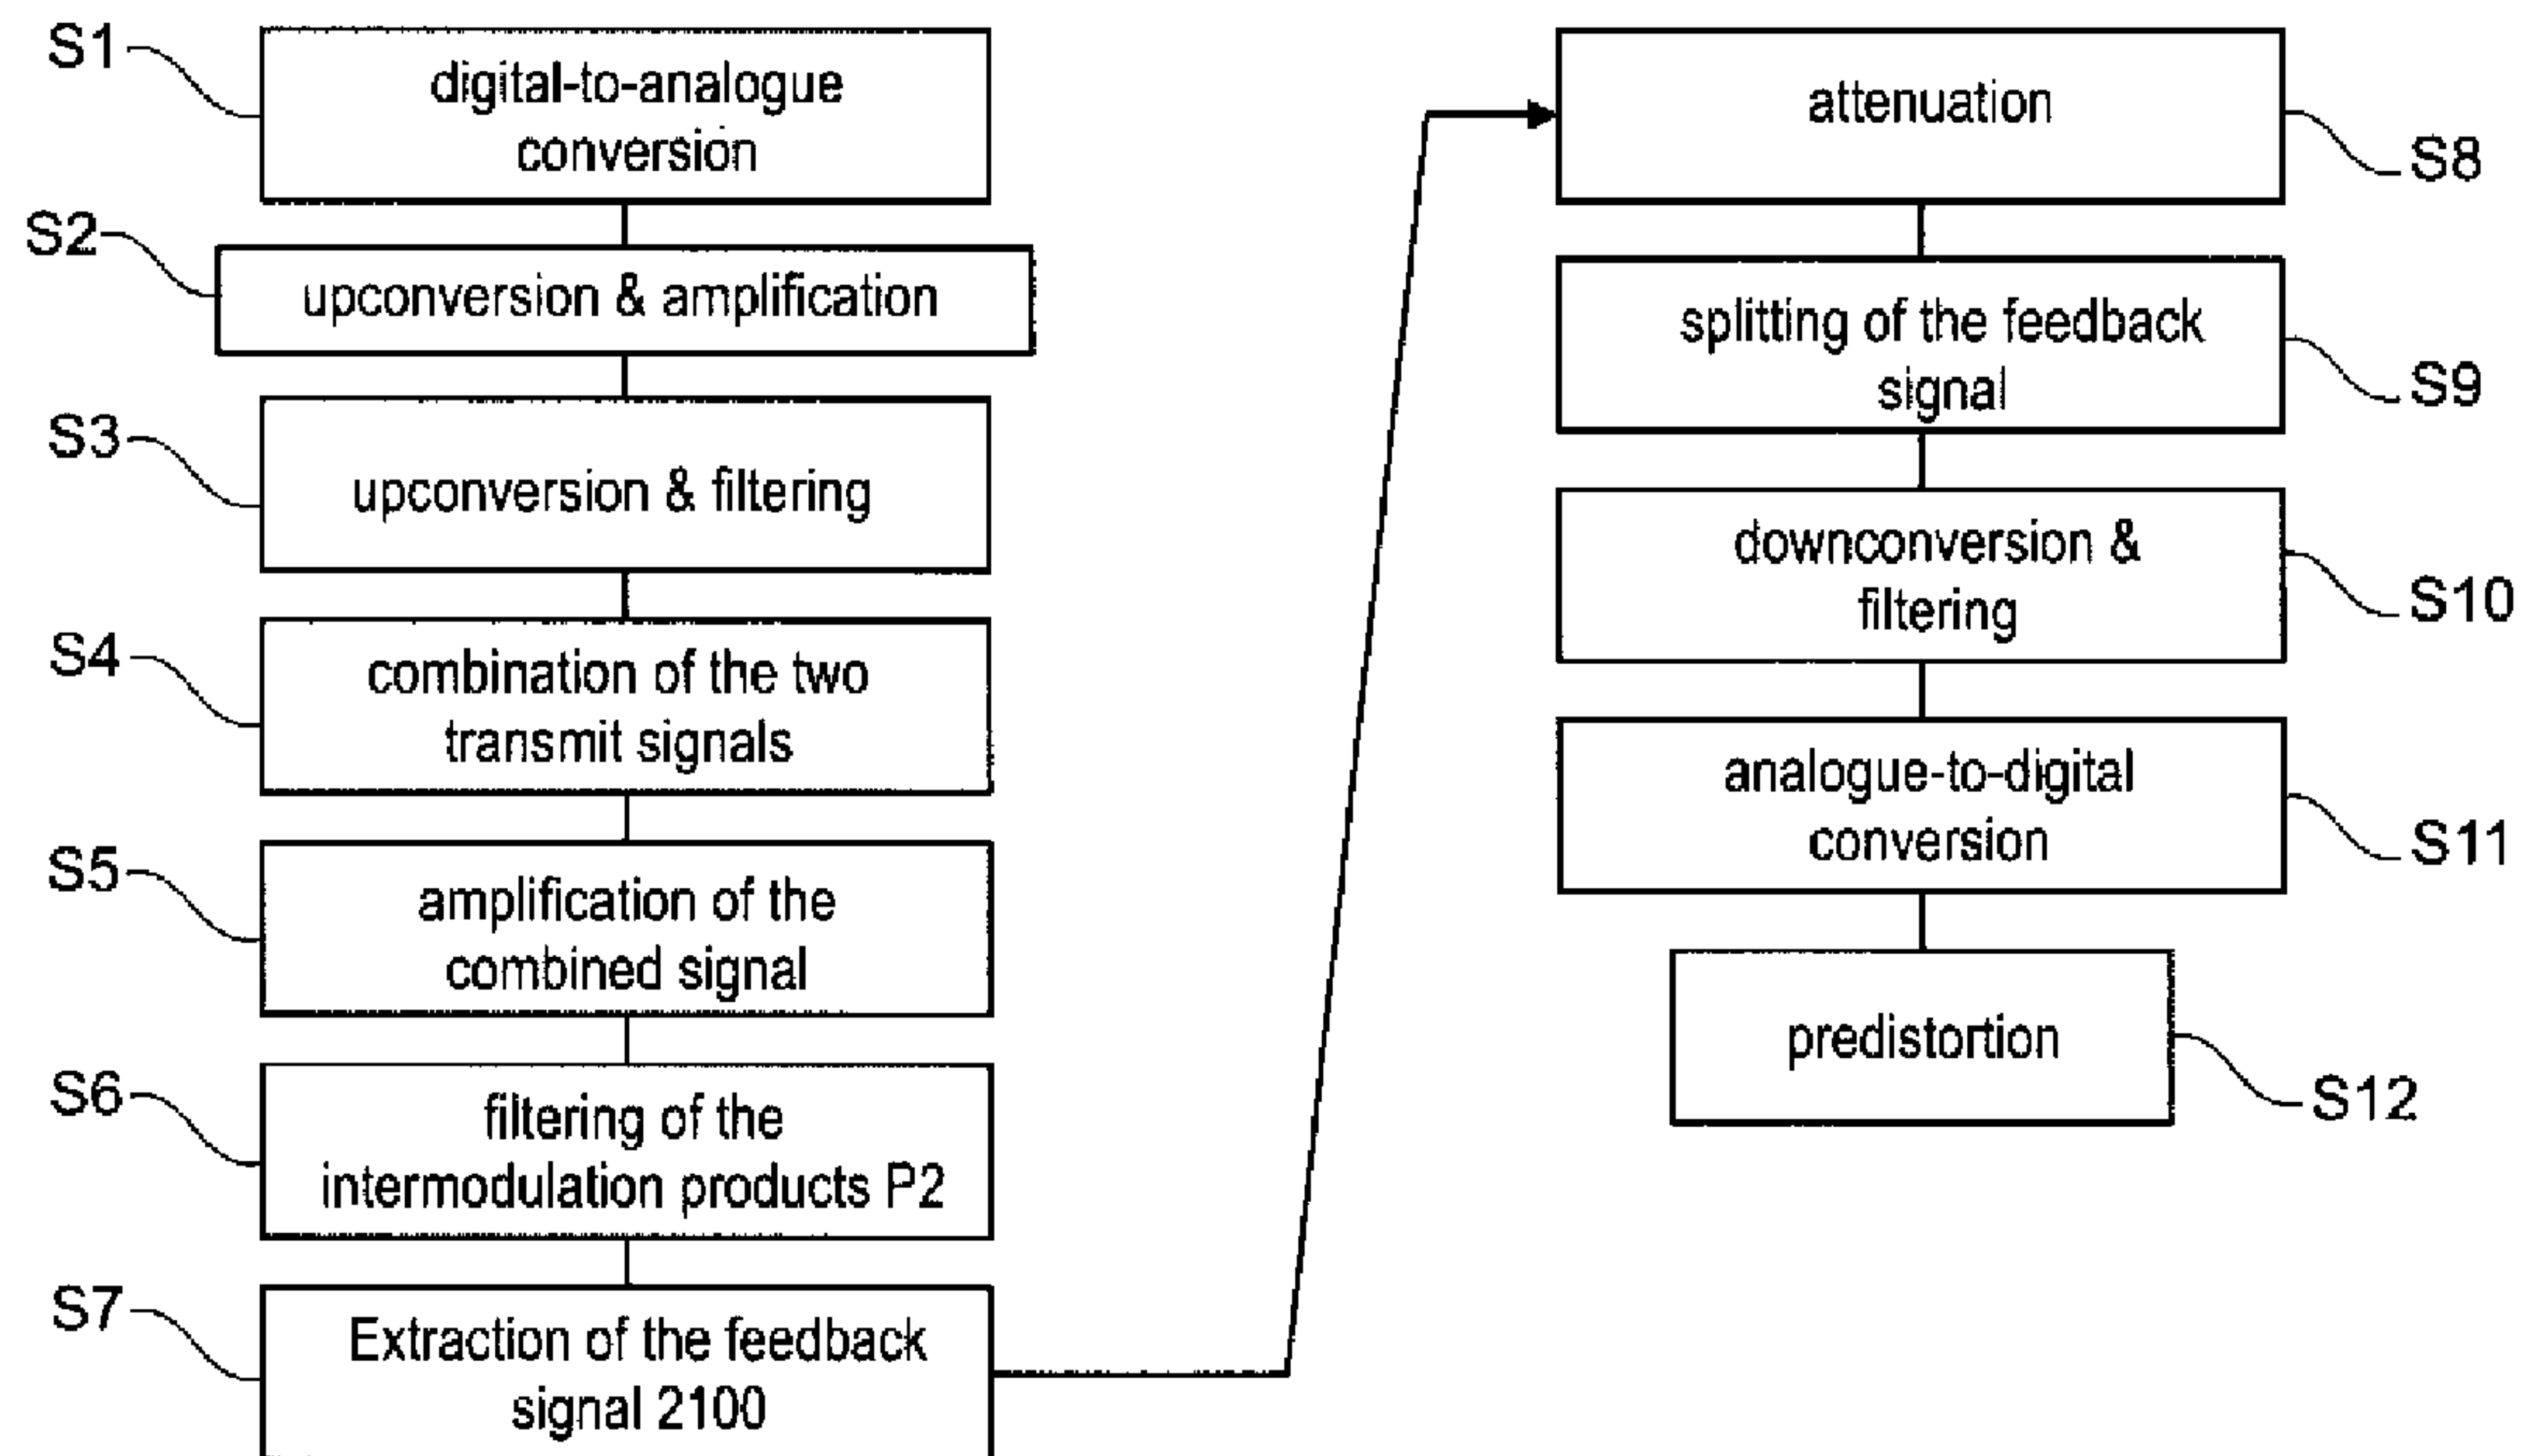 S1
digital-to-analogue
conversion
S2
upconversion & amplification
S3
upconversion & filtering
S4
combination of the two
transmit signals
S5
amplification of the
combined signal
S6
filtering of the
intermodulation products P2
S7
Extraction of the feedback
signal 2100
attenuation
S8
splitting of the feedback
signal
S9
downconversion &
filtering
S10
analogue-to-digital
conversion
S11
predistortion
S12